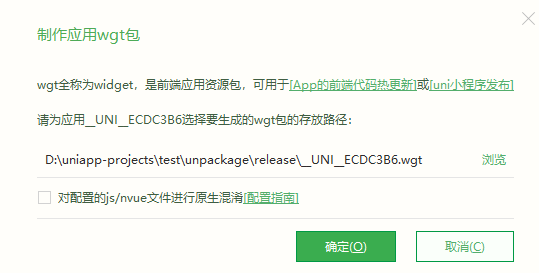 制作应用wgt包
wgt全称为widget，是前端应用资源包，可用于[App的前端代码热更新]或[uni小程序发布]
请为应用__UNI__ECDC3B6选择要生成的wgt包的存放路径：
D:\uniapp-projects\test\unpackage\release\__UNI__ECDC3B6.wgt 浏览
对配置的js/nvue文件进行原生混淆[配置指南]
确定(O) 取消(C)